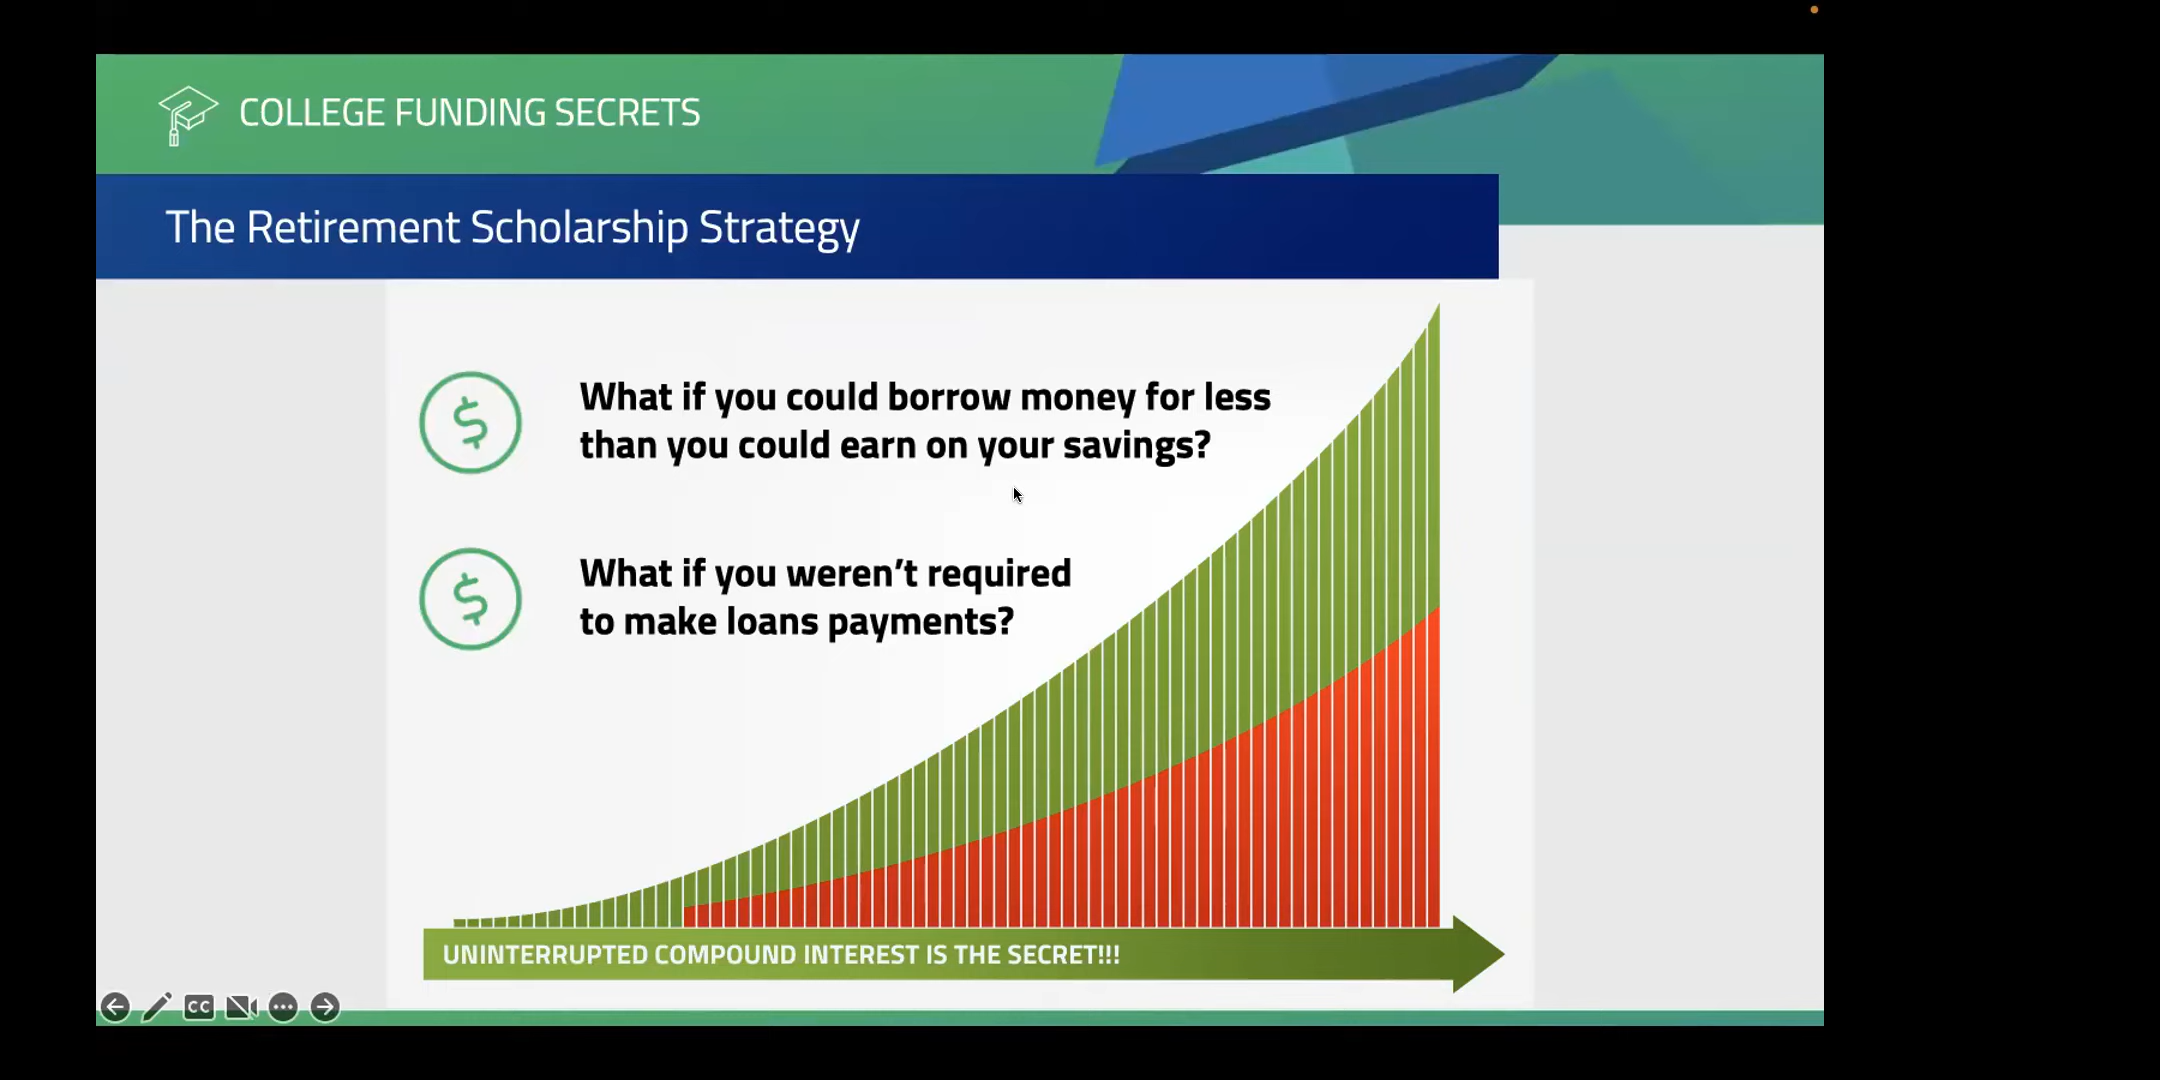 COLLEGE FUNDING SECRETS
The Retirement Scholarship Strategy
$
What if you could borrow money for less
than you could earn on your savings?
$
What if you weren't required
to make loans payments?
UNINTERRUPTED COMPOUND INTEREST IS THE SECRET!!!
CC